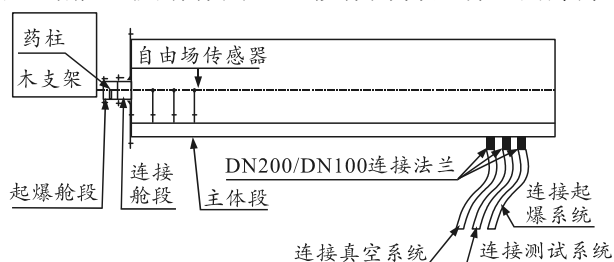 药柱
木支架
自由场传感器
起爆舱段
连接
舱段
主体段
DN200/DN100连接法兰
连接起
爆系统
连接真空系统
连接测试系统